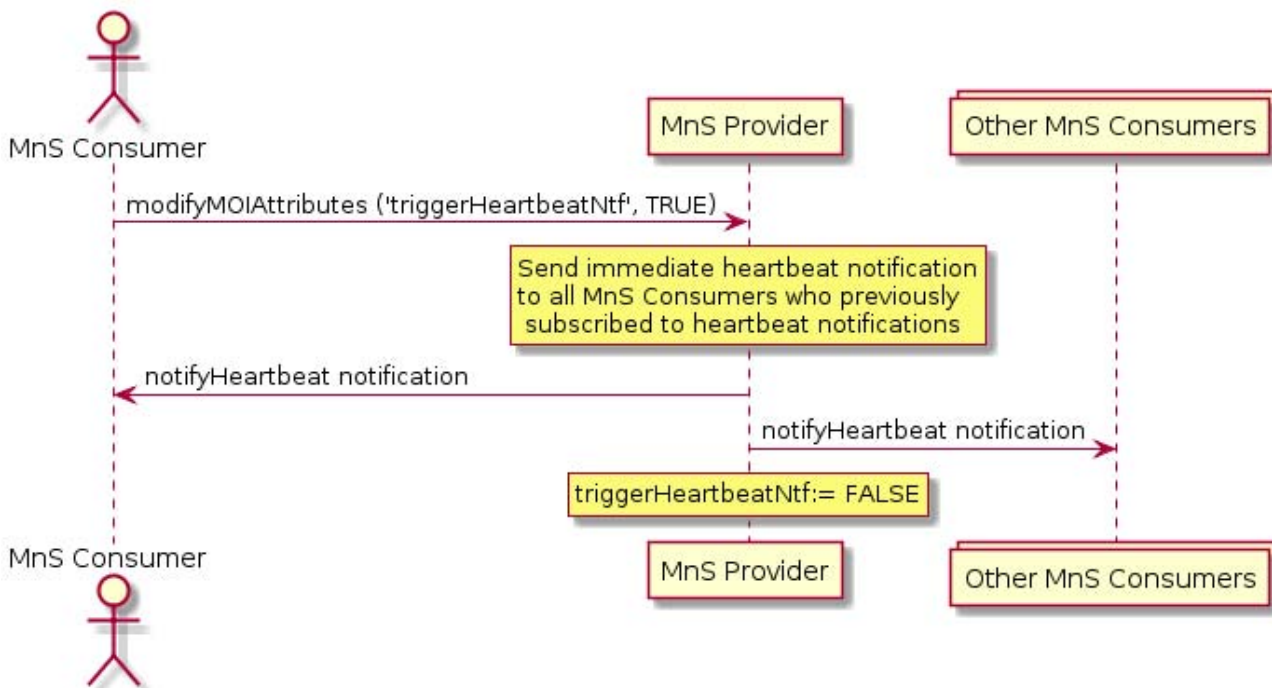 MnS Consumer
MnS Provider
Other MnS Consumers
modifyMOIAttributes ('triggerHeartbeatNtf', TRUE)
Send immediate heartbeat notification
to all MnS Consumers who previously
subscribed to heartbeat notifications
notifyHeartbeat notification
notifyHeartbeat notification
triggerHeartbeatNtf:= FALSE
MnS Consumer
MnS Provider
Other MnS Consumers